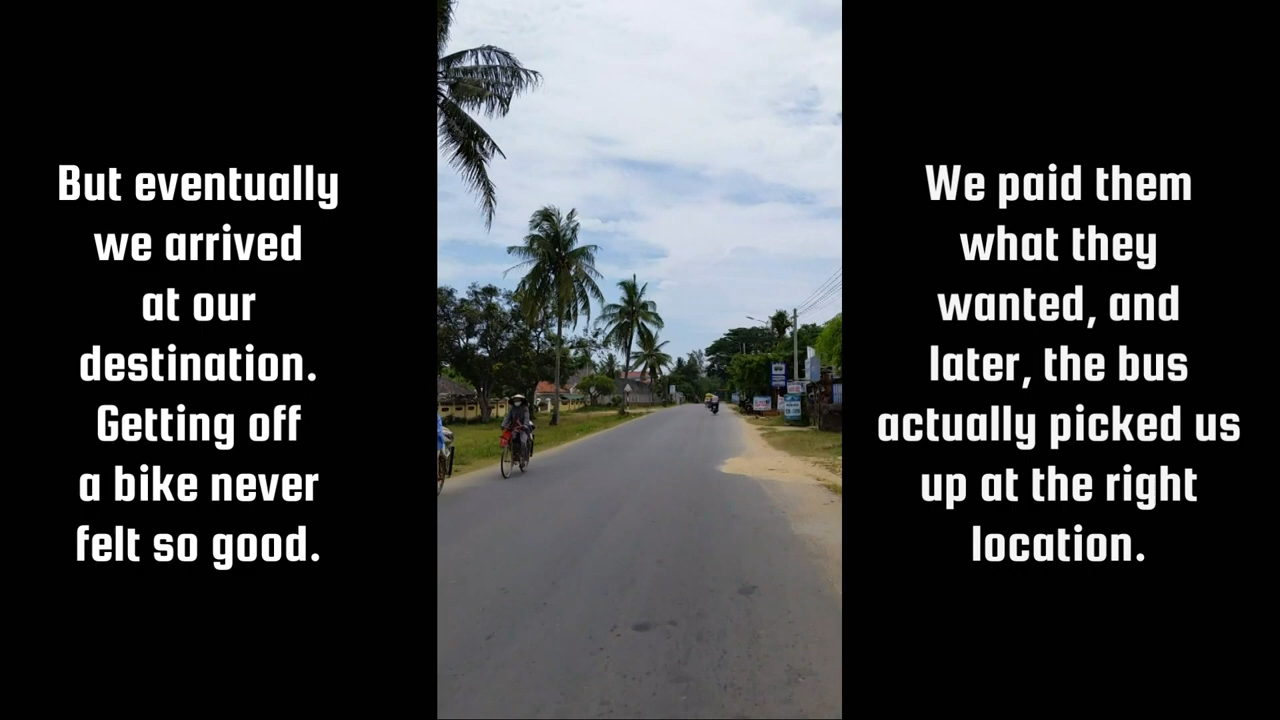 But eventually
we arrived
at our
destination.
Getting off
a bike never
felt so good.
We paid them
what they
wanted, and
later, the bus
actually picked us
up at the right
location.